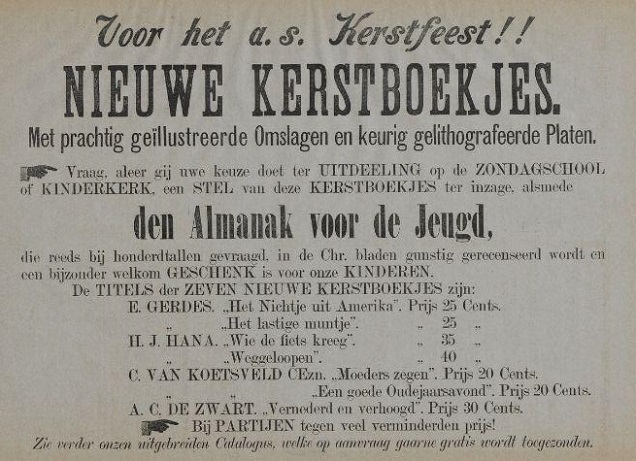 Voor het a. s. Kerstfeest!!
NIEUWE KERSTBOEKJES.
Met prachtig geïllustreerde Omslagen en keurig gelithografeerde Platen.
Vraag, aleer gij uwe keuze doet ter UITDEELING op de ZONDAGSCHOOL
of KINDERKERK, een STEL van deze KERSTBOEKJES ter inzage, alsmede
den Almanak voor de Jeugd,
die reeds bij honderdtallen gevraagd, in de Chr. bladen gunstig gerecenseerd wordt en
een bijzonder welkom GESCHENK is voor onze KINDEREN.
De TITELS der ZEVEN NIEUWE KERSTBOEKJES zijn:
E. GERDES. „Het Nichtje uit Amerika”. Prijs 25 Cents.
„ „Het lastige muntje”. „ 25 „
H. J. HANA. „Wie de fiets kreeg”. „ 35 „
„ „Weggeloopen”. „ 40 „
C. VAN KOETSVELD CEzn. „Moeders zegen”. Prijs 20 Cents.
„ „ „Een goede Oudejaarsavond”. Prijs 20 Cents.
A. C. DE ZWART. „Vernederd en verhoogd”. Prijs 30 Cents.
Bij PARTIJEN tegen veel verminderden prijs!
Zie verder onzen uitgebreiden Catalogus, welke op aanvraag gaarne gratis wordt toegezonden.